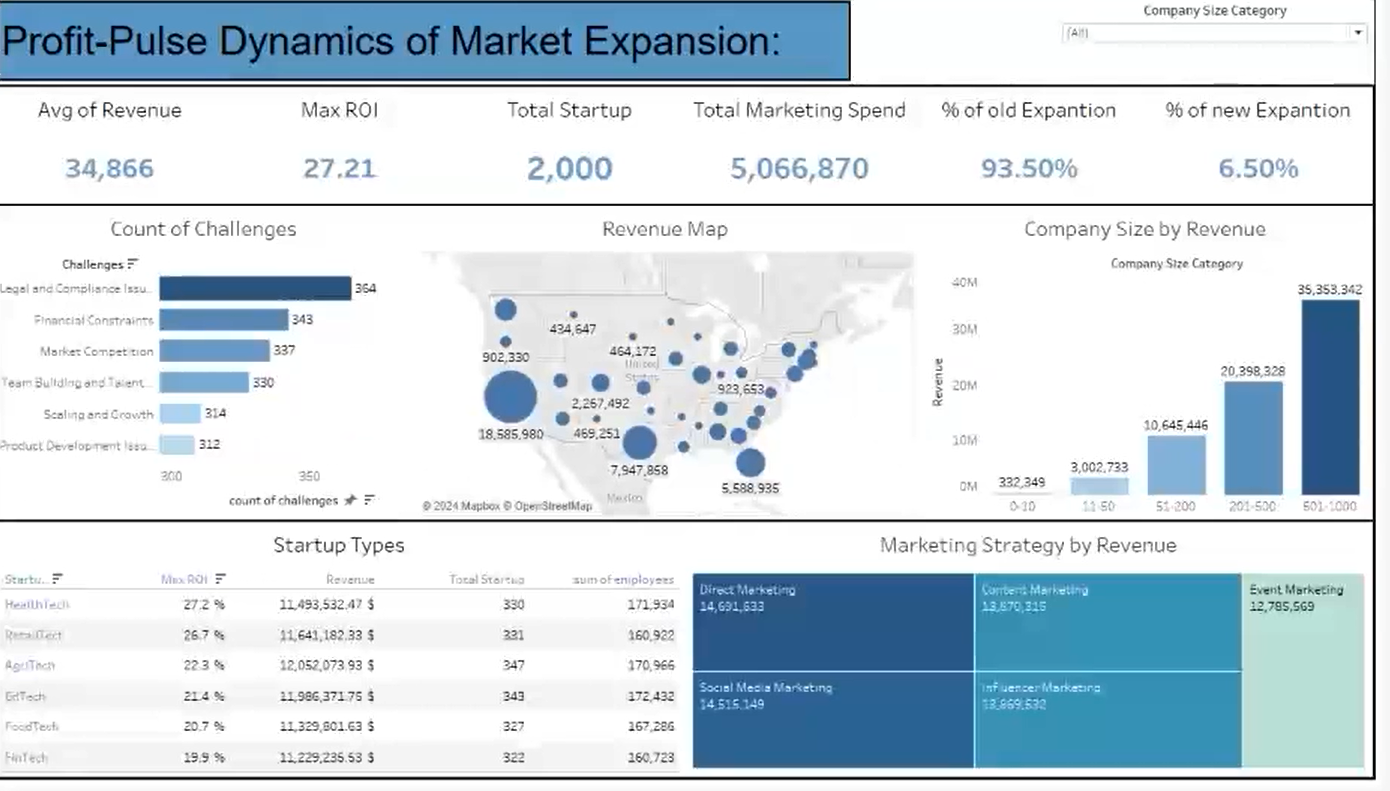 Profit-Pulse Dynamics of Market Expansion:
Company Size Category
(All)
Avg of Revenue
Max ROI
Total Startup
Total Marketing Spend
% of old Expantion
% of new Expantion
34,866
27.21
2,000
5,066,870
93.50%
6.50%
Count of Challenges
Challenges
Legal and Compliance Issu..
364
Financial Constraints
343
Market Competition
337
Team Building and Talent..
330
Scaling and Growth
314
Product Development Issu..
312
300
350
count of challenges
Revenue Map
434,647
902,330
464,172
United
States
923,653
2,267,492
18,585,980
469,251
7,947,858
5,588,935
Mexico
© 2024 Mapbox © OpenStreetMap
Company Size by Revenue
Company Size Category
Revenue
40M
30M
20M
10M
0M
332,349
3,002,733
10,645,446
20,398,328
35,353,342
0-10
11-50
51-200
201-500
501-1000
Startup Types
Startu.. Max ROI Revenue Total Startup sum of employees
HealthTech 27.2 % 11,493,532.47 $ 330 171,934
RetailTect 26.7 % 11,641,182.33 $ 331 160,922
AgriTech 22.3 % 12,052,073.93 $ 347 170,966
EdTech 21.4 % 11,986,371.75 $ 343 172,432
FoodTech 20.7 % 11,329,801.63 $ 327 167,286
FinTech 19.9 % 11,229,235.53 $ 322 160,723
Marketing Strategy by Revenue
Direct Marketing
14,691,633
Content Marketing
13,870,315
Event Marketing
12,785,569
Social Media Marketing
14,515,149
Influencer Marketing
13,869,532